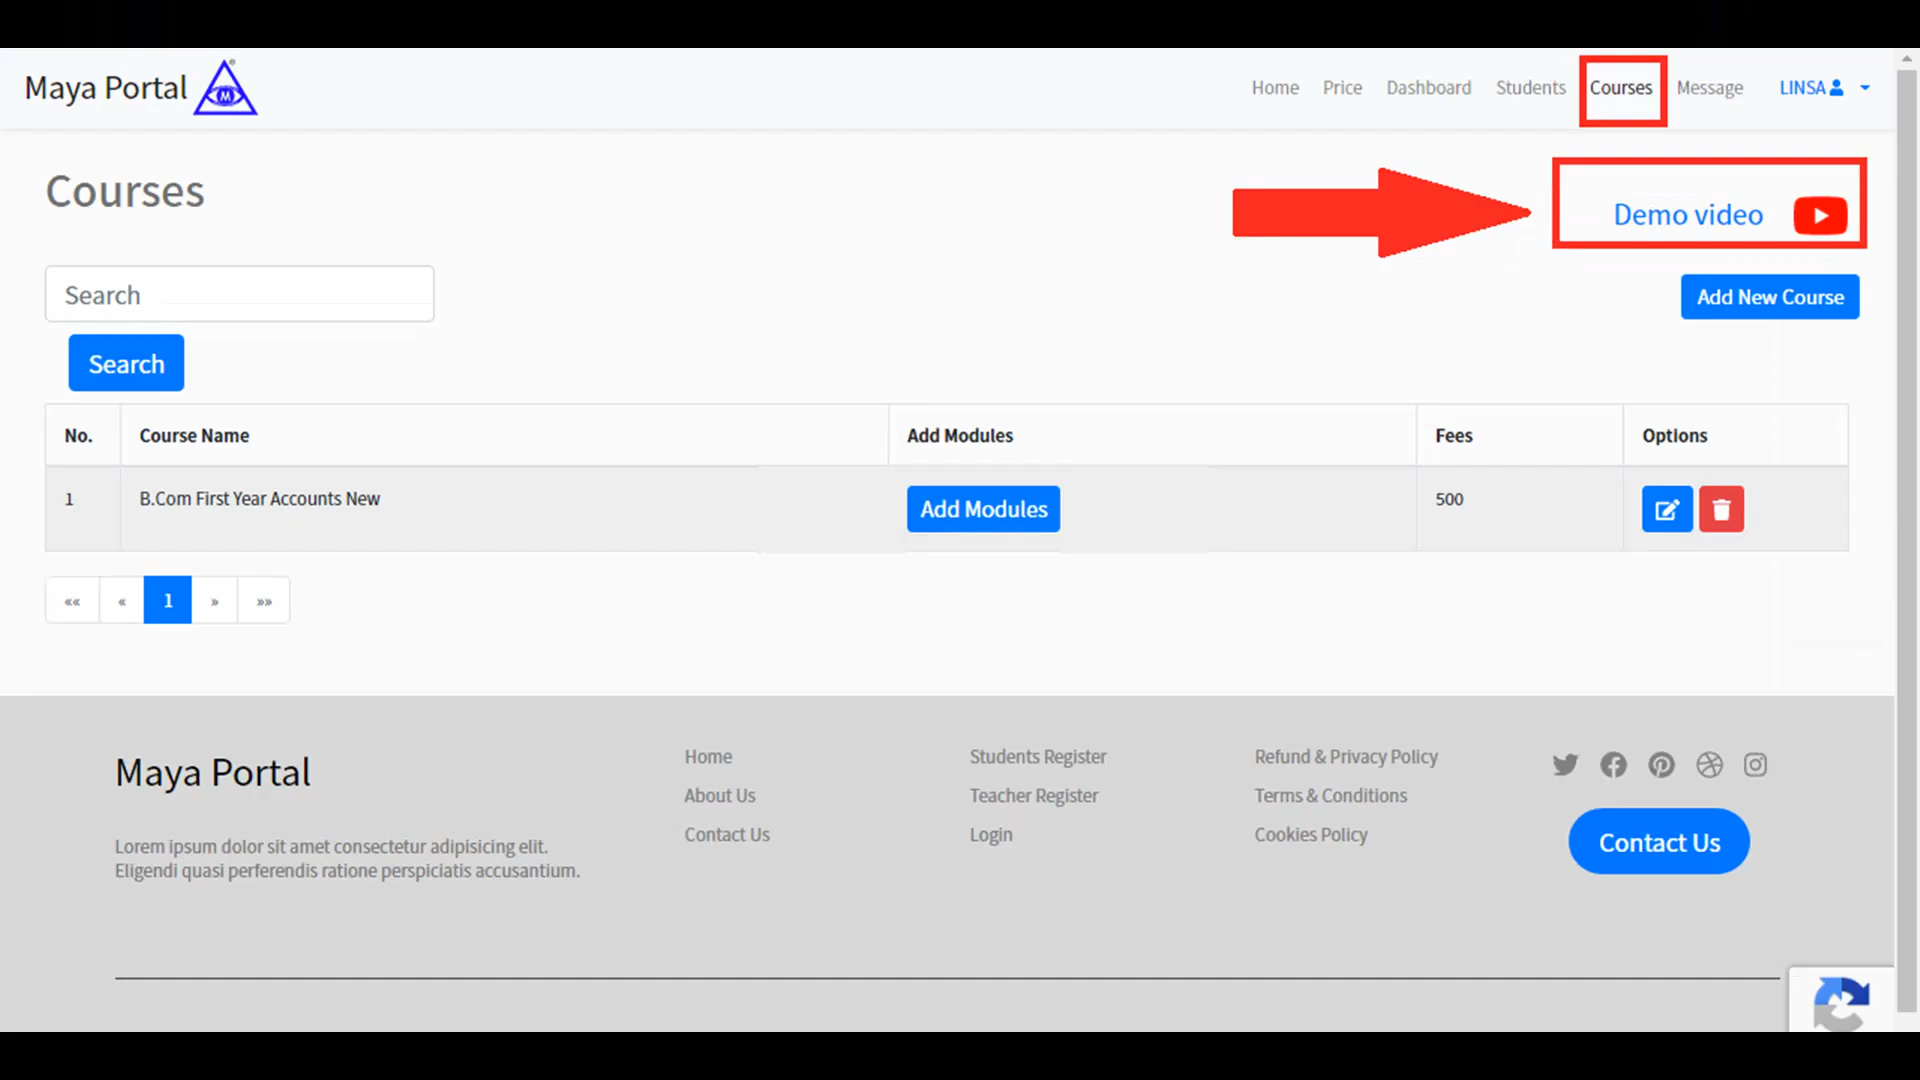 Maya Portal M
Home Price Dashboard Students Courses Message LINSA
Courses
Demo video
Search
Add New Course
Search
No. Course Name Add Modules Fees Options
1 B.Com First Year Accounts New Add Modules 500
«« « 1 » »»
Maya Portal
Lorem ipsum dolor sit amet consectetur adipisicing elit.
Eligendi quasi perferendis ratione perspiciatis accusantium.
Home
About Us
Contact Us
Students Register
Teacher Register
Login
Refund & Privacy Policy
Terms & Conditions
Cookies Policy
Contact Us